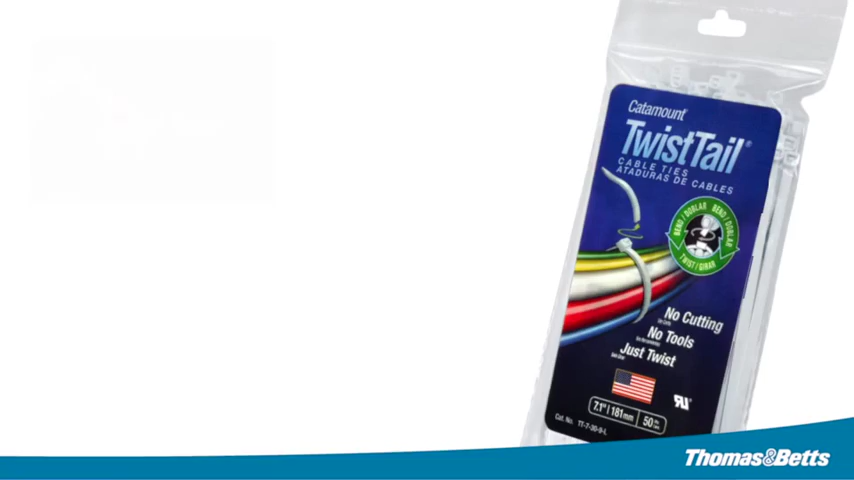 Catamount®
TwistTail®
CABLE TIES
ATADURAS DE CABLES
BEND / DOBLAR BEND / DOBLAR
TWIST / GIRAR
No Cutting
No Tools
Just Twist
7.1" | 181mm | 50
Cat. No. TT-7-30-9-L
Thomas&Betts